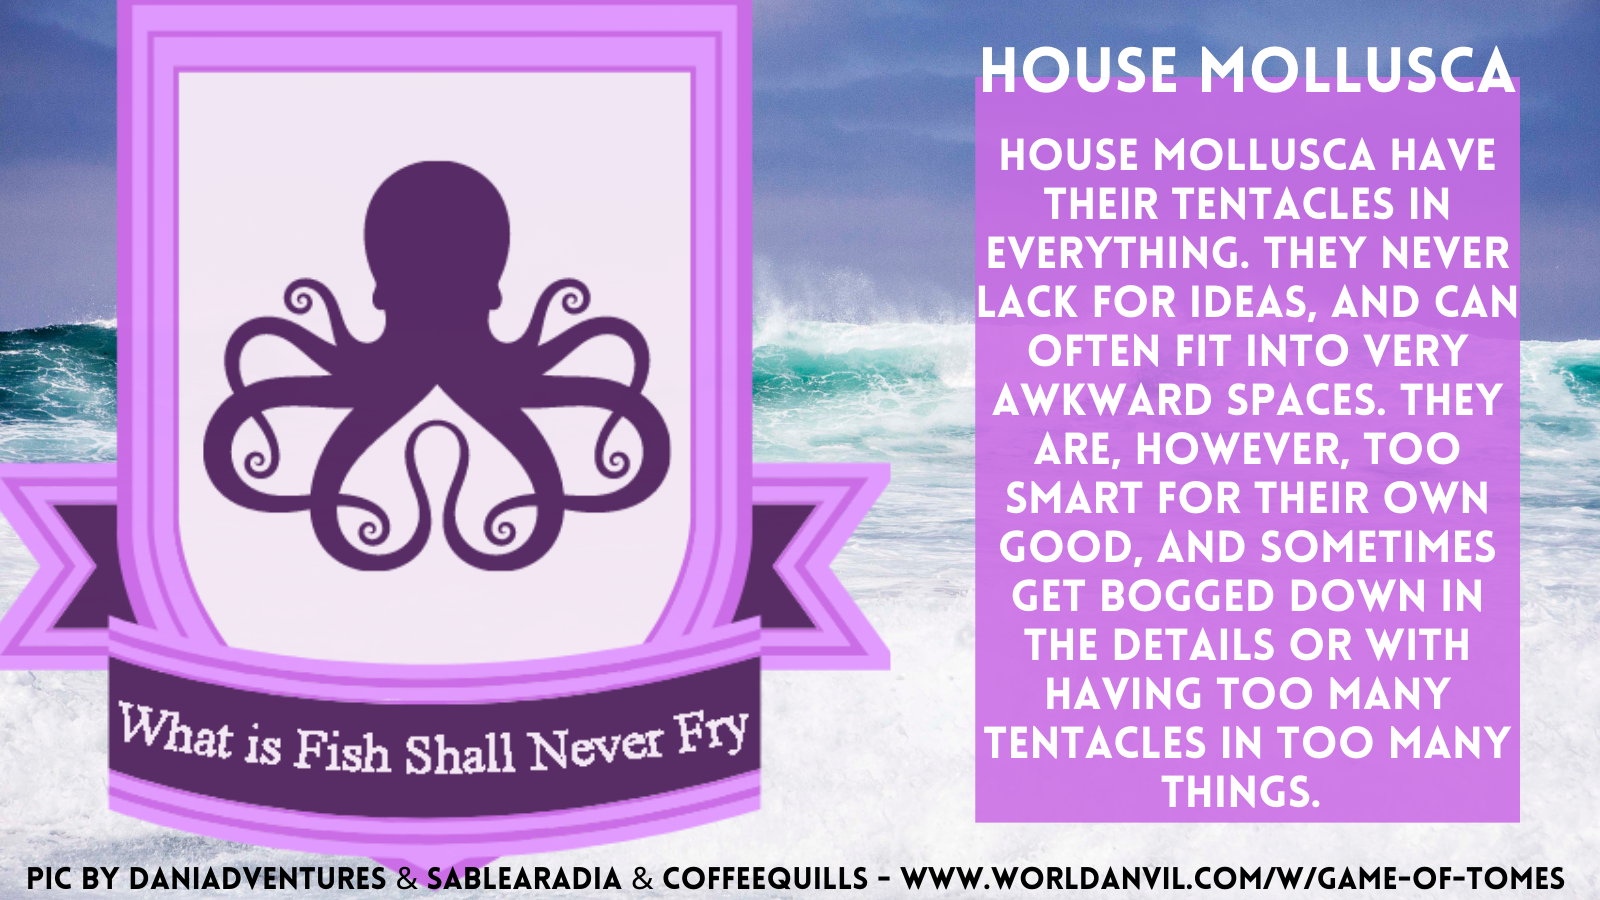 HOUSE MOLLUSCA
HOUSE MOLLUSCA HAVE
THEIR TENTACLES IN
EVERYTHING. THEY NEVER
LACK FOR IDEAS, AND CAN
OFTEN FIT INTO VERY
AWKWARD SPACES. THEY
ARE, HOWEVER, TOO
SMART FOR THEIR OWN
GOOD, AND SOMETIMES
GET BOGGED DOWN IN
THE DETAILS OR WITH
HAVING TOO MANY
TENTACLES IN TOO MANY
THINGS.
What is Fish Shall Never Fry
PIC BY DANIADVENTURES & SABLEARADIA & COFFEEQUILLS - WWW.WORLDANVIL.COM/W/GAME-OF-TOMES